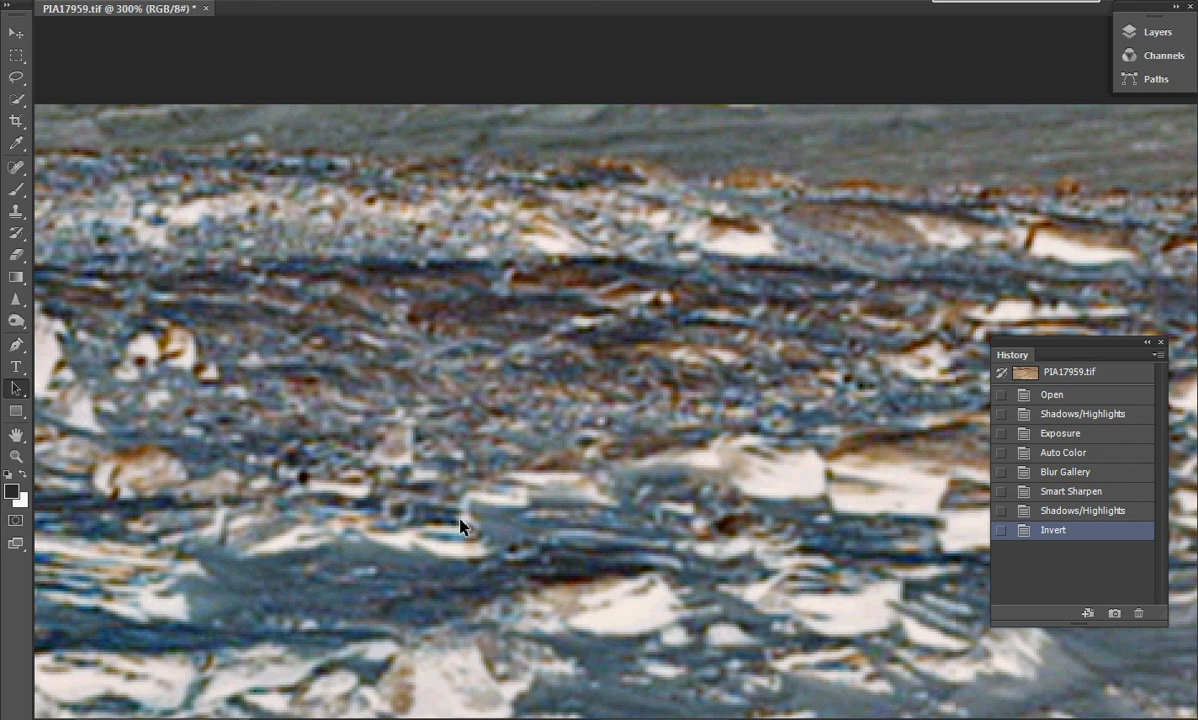 PIA17959.tif @ 300% (RGB/8#) * ×
Layers
Channels
Paths
T
History
PIA17959.tif
Open
Shadows/Highlights
Exposure
Auto Color
Blur Gallery
Smart Sharpen
Shadows/Highlights
Invert